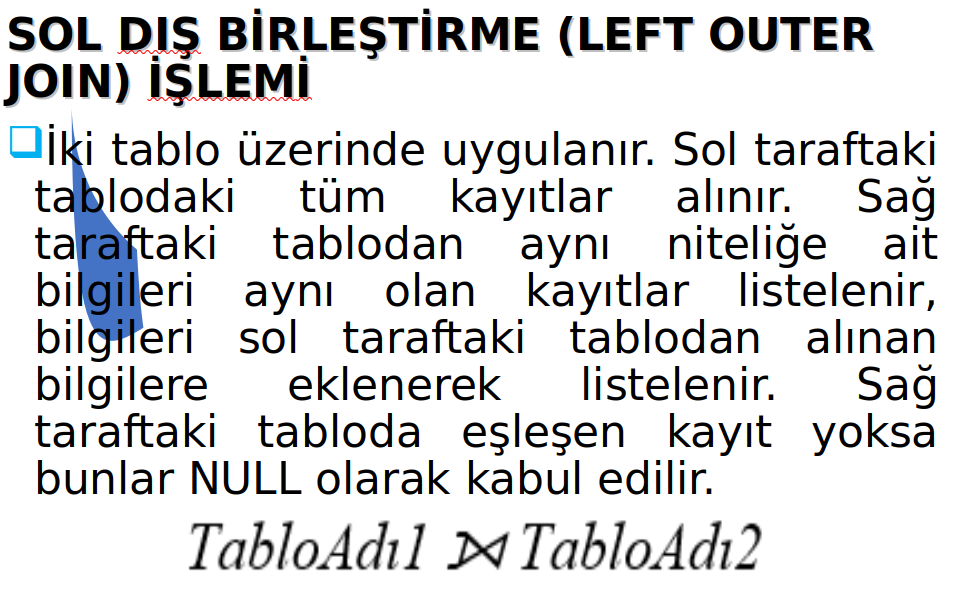 SOL DIŞ BİRLEŞTİRME (LEFT OUTER
JOIN) İŞLEMİ
❑İki tablo üzerinde uygulanır. Sol taraftaki
tablodaki tüm kayıtlar alınır. Sağ
taraftaki tablodan aynı niteliğe ait
bilgileri aynı olan kayıtlar listelenir,
bilgileri sol taraftaki tablodan alınan
bilgilere eklenerek listelenir. Sağ
taraftaki tabloda eşleşen kayıt yoksa
bunlar NULL olarak kabul edilir.
TabloAdı1 ⟕ TabloAdı2